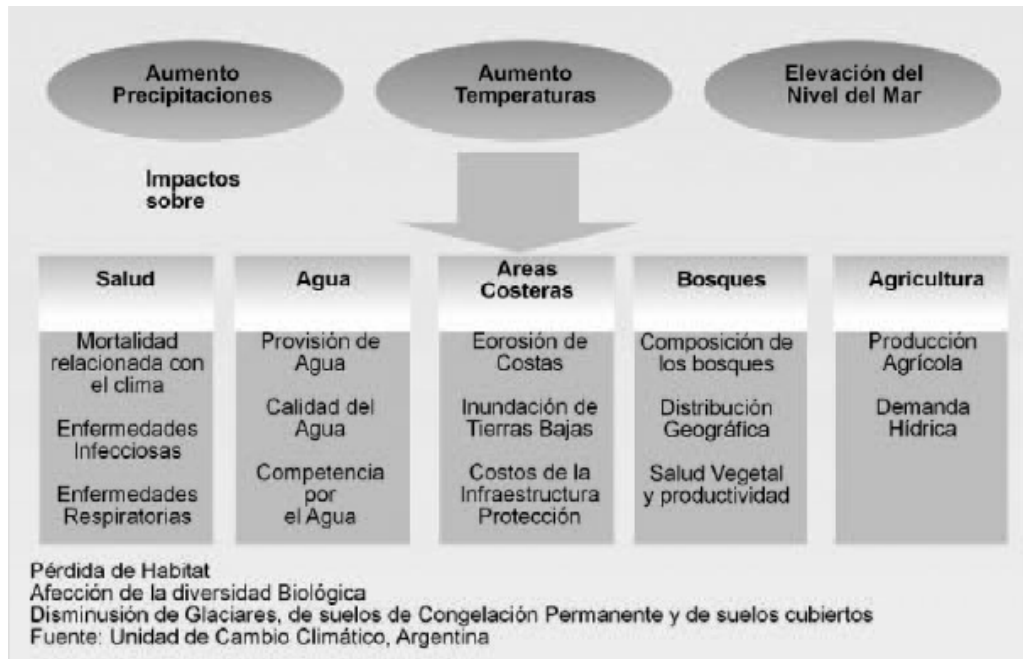 Aumento
Precipitaciones
Aumento
Temperaturas
Elevación del
Nivel del Mar
Impactos
sobre
Salud
Mortalidad
relacionada con
el clima
Enfermedades
Infecciosas
Enfermedades
Respiratorias
Agua
Provisión de
Agua
Calidad del
Agua
Competencia
por
el Agua
Areas
Costeras
Eorosión de
Costas
Inundación de
Tierras Bajas
Costos de la
Infraestructura
Protección
Bosques
Composición de
los bosques
Distribución
Geográfica
Salud Vegetal
y productividad
Agricultura
Producción
Agrícola
Demanda
Hídrica
Pérdida de Habitat
Afección de la diversidad Biológica
Disminusión de Glaciares, de suelos de Congelación Permanente y de suelos cubiertos
Fuente: Unidad de Cambio Climático, Argentina